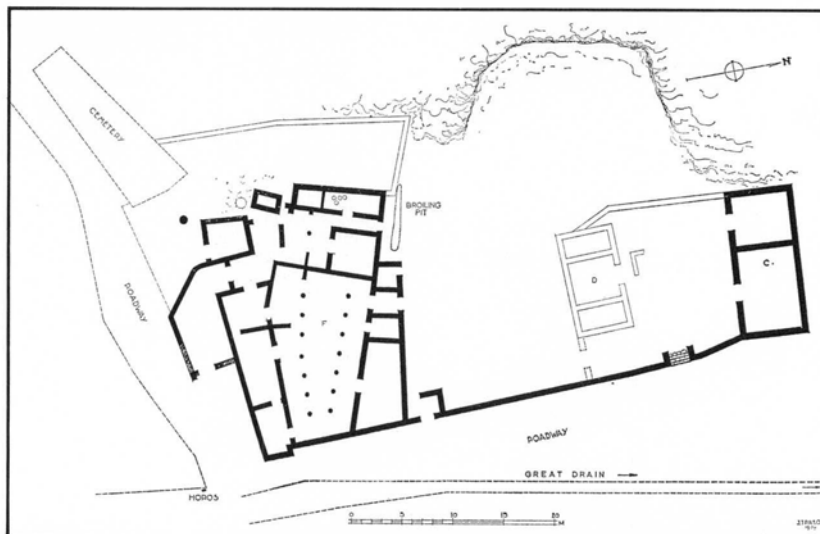 CEMETERY
N
BROILING
PIT
ROADWAY
D
C.
F
ROADWAY
GREAT DRAIN
HOROS
0 5 10 15 20
M